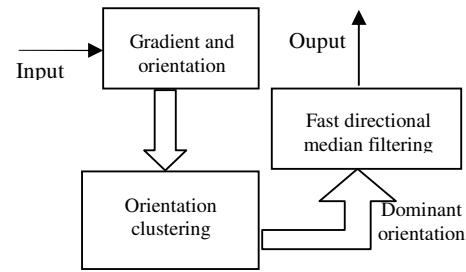 Input
Gradient and
orientation
Orientation
clustering
Dominant
orientation
Fast directional
median filtering
Ouput